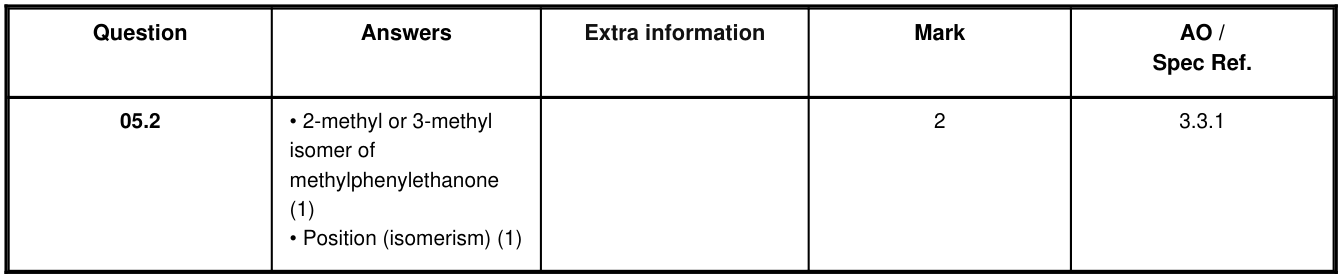 Question Answers Extra information Mark AO /
Spec Ref.
05.2 • 2-methyl or 3-methyl 2 3.3.1
isomer of
methylphenylethanone
(1)
• Position (isomerism) (1)